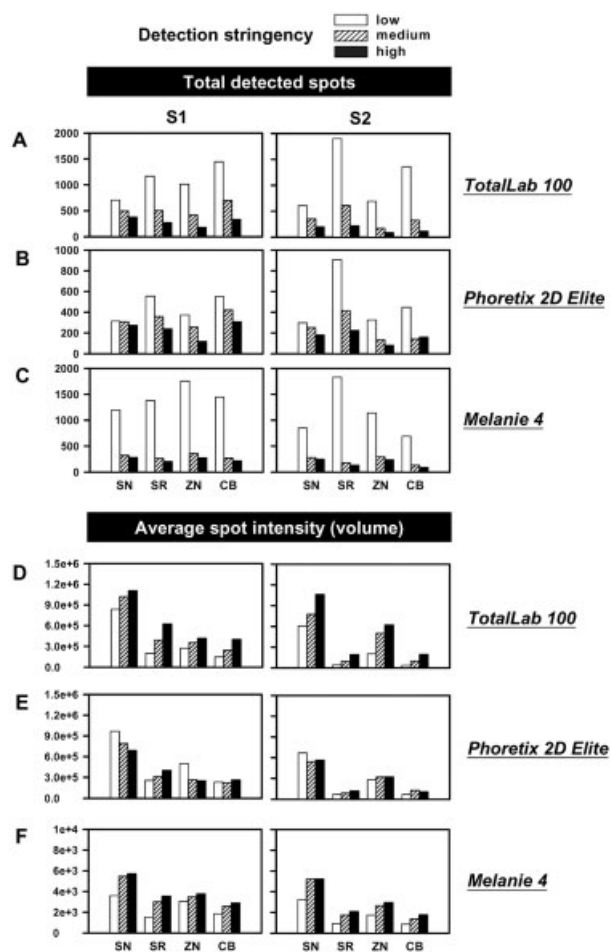 Detection stringency
low
medium
high
Total detected spots
S1 S2
A
2000
1500
1000
500
0
TotalLab 100
B
1000
800
600
400
200
0
Phoretix 2D Elite
C
2000
1500
1000
500
0
Melanie 4
SN SR ZN CB SN SR ZN CB
Average spot intensity (volume)
D
1.5e+6
1.2e+6
9.0e+5
6.0e+5
3.0e+5
0.0
TotalLab 100
E
1.5e+6
1.2e+6
9.0e+5
6.0e+5
3.0e+5
0.0
Phoretix 2D Elite
F
1e+4
8e+3
6e+3
4e+3
2e+3
0
Melanie 4
SN SR ZN CB SN SR ZN CB